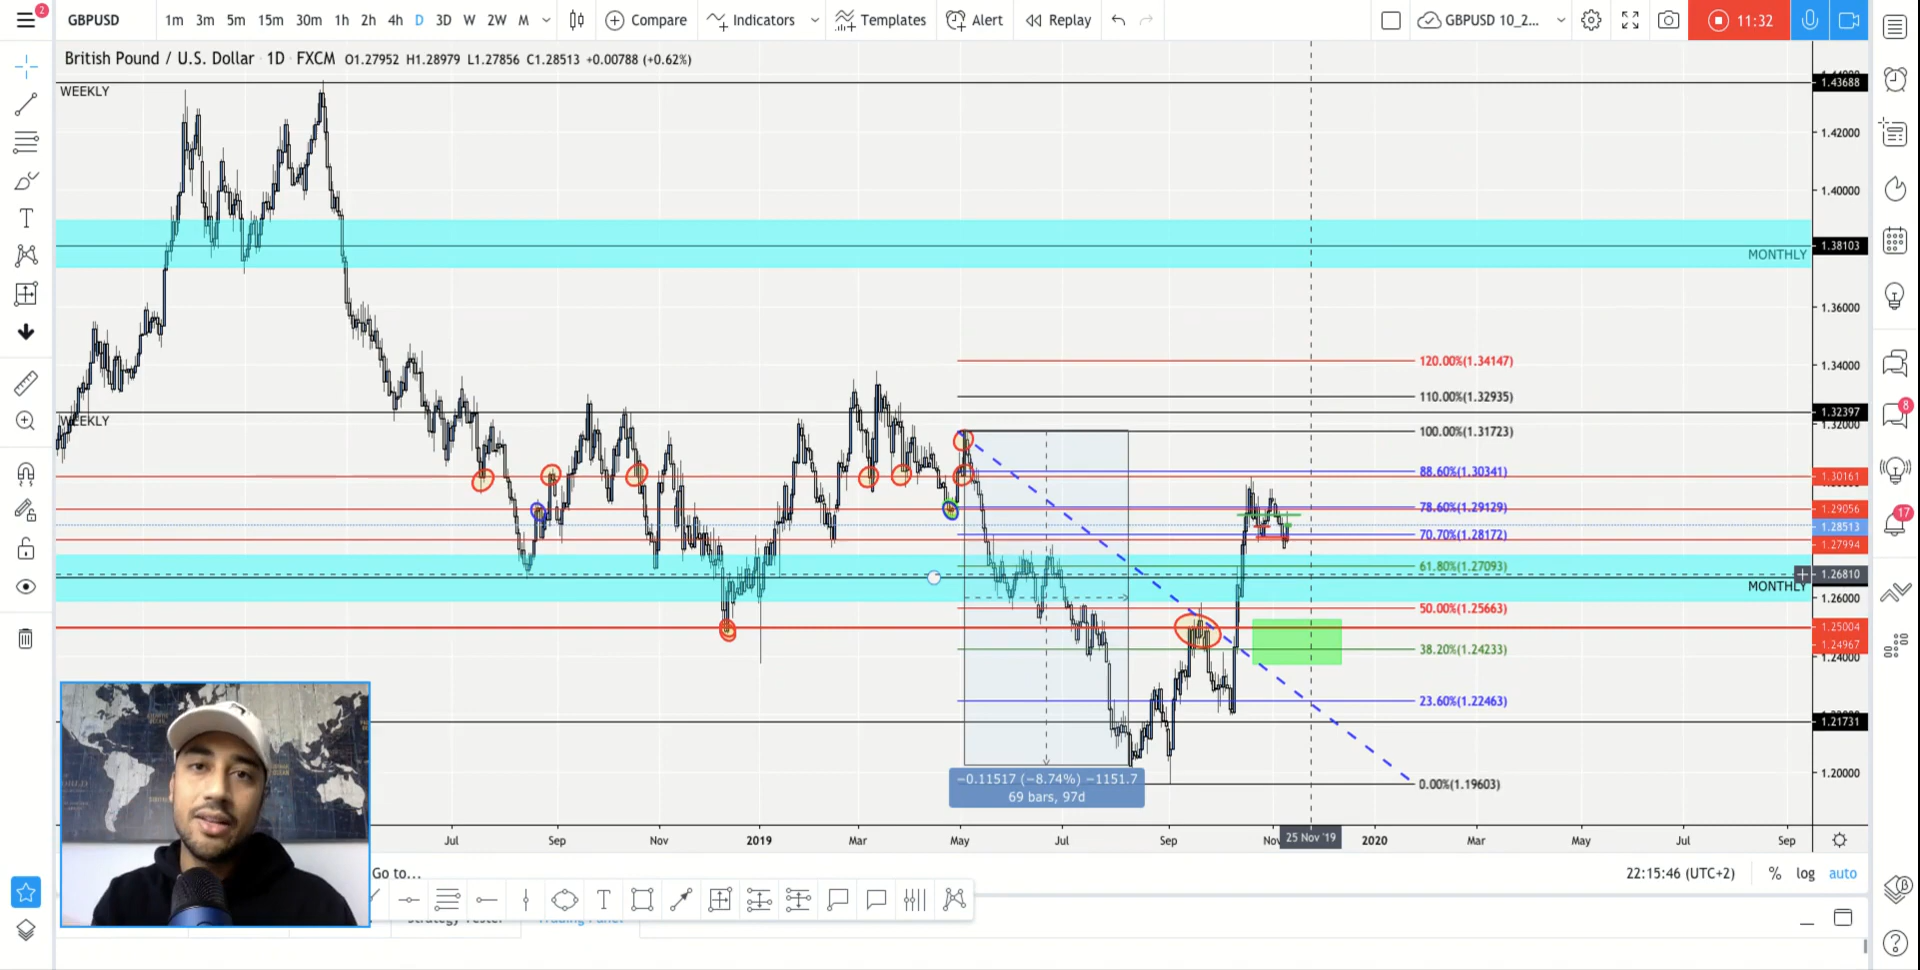 2
GBPUSD 1m 3m 5m 15m 30m 1h 2h 4h D 3D W 2W M Compare Indicators Templates Alert Replay GBPUSD 10_2... 11:32
British Pound / U.S. Dollar 1D FXCM O1.27952 H1.28979 L1.27856 C1.28513 +0.00788 (+0.62%)
WEEKLY
1.43688
1.42000
1.40000
1.38103
MONTHLY
1.36000
120.00%(1.34147)
1.34000
110.00%(1.32935)
WEEKLY
1.32397
1.32000
100.00%(1.31723)
8
88.60%(1.30341)
1.30161
78.60%(1.29129)
1.29056
17
1.28513
70.70%(1.28172)
1.27994
61.80%(1.27093)
1.26810
MONTHLY
1.26000
50.00%(1.25663)
1.25004
1.24967
38.20%(1.24233)
1.24000
23.60%(1.22463)
1.21731
1.20000
0.00%(1.19603)
−0.11517 (−8.74%) −1151.7
69 bars, 97d
Jul Sep Nov 2019 Mar May Jul Sep Nov 25 Nov '19 2020 Mar May Jul Sep
Go to...
22:15:46 (UTC+2) % log auto
Strategy Tester Trading Panel